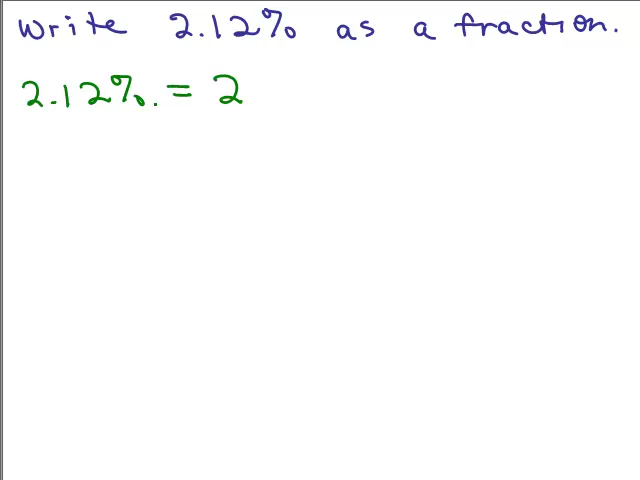 Write 2.12% as a fraction.
2.12%. = 2